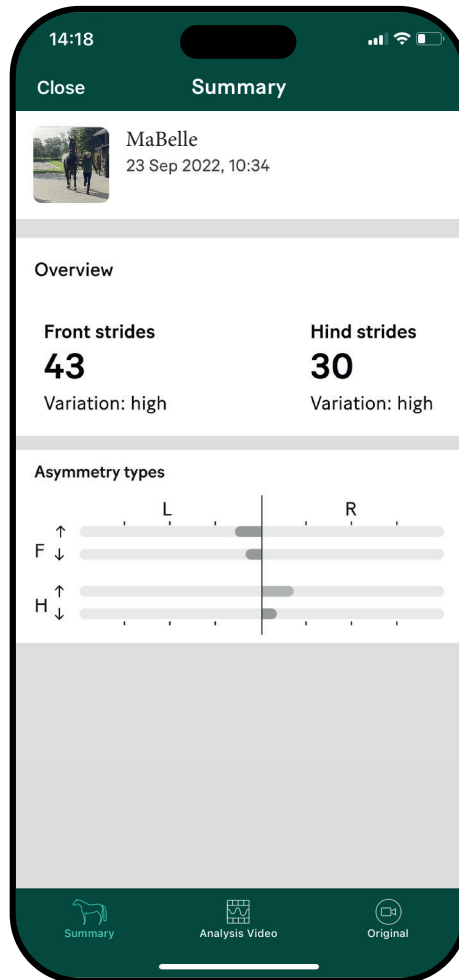 14:18
Close Summary
MaBelle
23 Sep 2022, 10:34
Overview
Front strides Hind strides
43 30
Variation: high Variation: high
Asymmetry types
L R
↑
F ↓
↑
H ↓
Summary Analysis Video Original